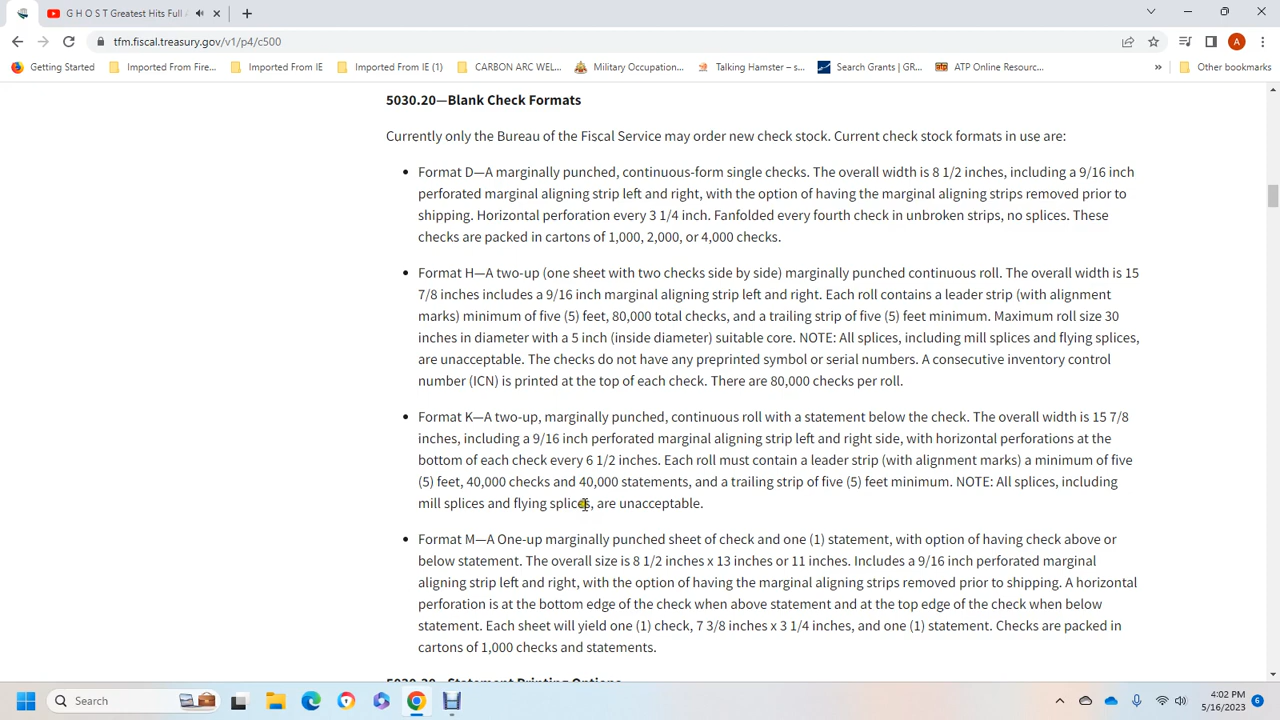 G H O S T Greatest Hits Full
tfm.fiscal.treasury.gov/v1/p4/c500
A
Getting Started
Imported From Fire...
Imported From IE
Imported From IE (1)
CARBON ARC WEL...
Military Occupation...
Talking Hamster – s...
Search Grants | GR...
ATP Online Resourc...
»
Other bookmarks
5030.20—Blank Check Formats
Currently only the Bureau of the Fiscal Service may order new check stock. Current check stock formats in use are:
• Format D—A marginally punched, continuous-form single checks. The overall width is 8 1/2 inches, including a 9/16 inch
perforated marginal aligning strip left and right, with the option of having the marginal aligning strips removed prior to
shipping. Horizontal perforation every 3 1/4 inch. Fanfolded every fourth check in unbroken strips, no splices. These
checks are packed in cartons of 1,000, 2,000, or 4,000 checks.
• Format H—A two-up (one sheet with two checks side by side) marginally punched continuous roll. The overall width is 15
7/8 inches includes a 9/16 inch marginal aligning strip left and right. Each roll contains a leader strip (with alignment
marks) minimum of five (5) feet, 80,000 total checks, and a trailing strip of five (5) feet minimum. Maximum roll size 30
inches in diameter with a 5 inch (inside diameter) suitable core. NOTE: All splices, including mill splices and flying splices,
are unacceptable. The checks do not have any preprinted symbol or serial numbers. A consecutive inventory control
number (ICN) is printed at the top of each check. There are 80,000 checks per roll.
• Format K—A two-up, marginally punched, continuous roll with a statement below the check. The overall width is 15 7/8
inches, including a 9/16 inch perforated marginal aligning strip left and right side, with horizontal perforations at the
bottom of each check every 6 1/2 inches. Each roll must contain a leader strip (with alignment marks) a minimum of five
(5) feet, 40,000 checks and 40,000 statements, and a trailing strip of five (5) feet minimum. NOTE: All splices, including
mill splices and flying splices, are unacceptable.
• Format M—A One-up marginally punched sheet of check and one (1) statement, with option of having check above or
below statement. The overall size is 8 1/2 inches x 13 inches or 11 inches. Includes a 9/16 inch perforated marginal
aligning strip left and right, with the option of having the marginal aligning strips removed prior to shipping. A horizontal
perforation is at the bottom edge of the check when above statement and at the top edge of the check when below
statement. Each sheet will yield one (1) check, 7 3/8 inches x 3 1/4 inches, and one (1) statement. Checks are packed in
cartons of 1,000 checks and statements.
5030.30—Statement Printing Options
Search
4:02 PM
5/16/2023
6